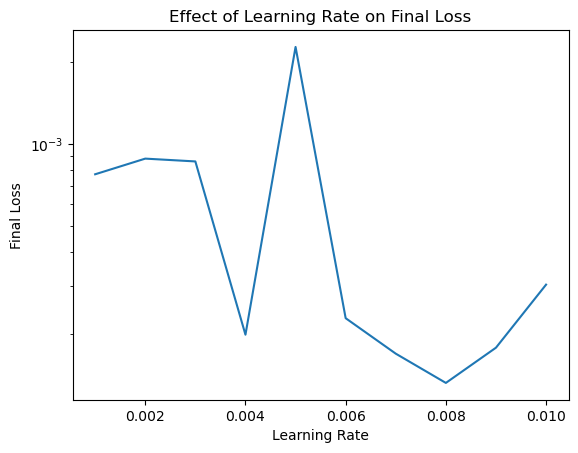 Effect of Learning Rate on Final Loss
Final Loss
10⁻³
0.002 0.004 0.006 0.008 0.010
Learning Rate